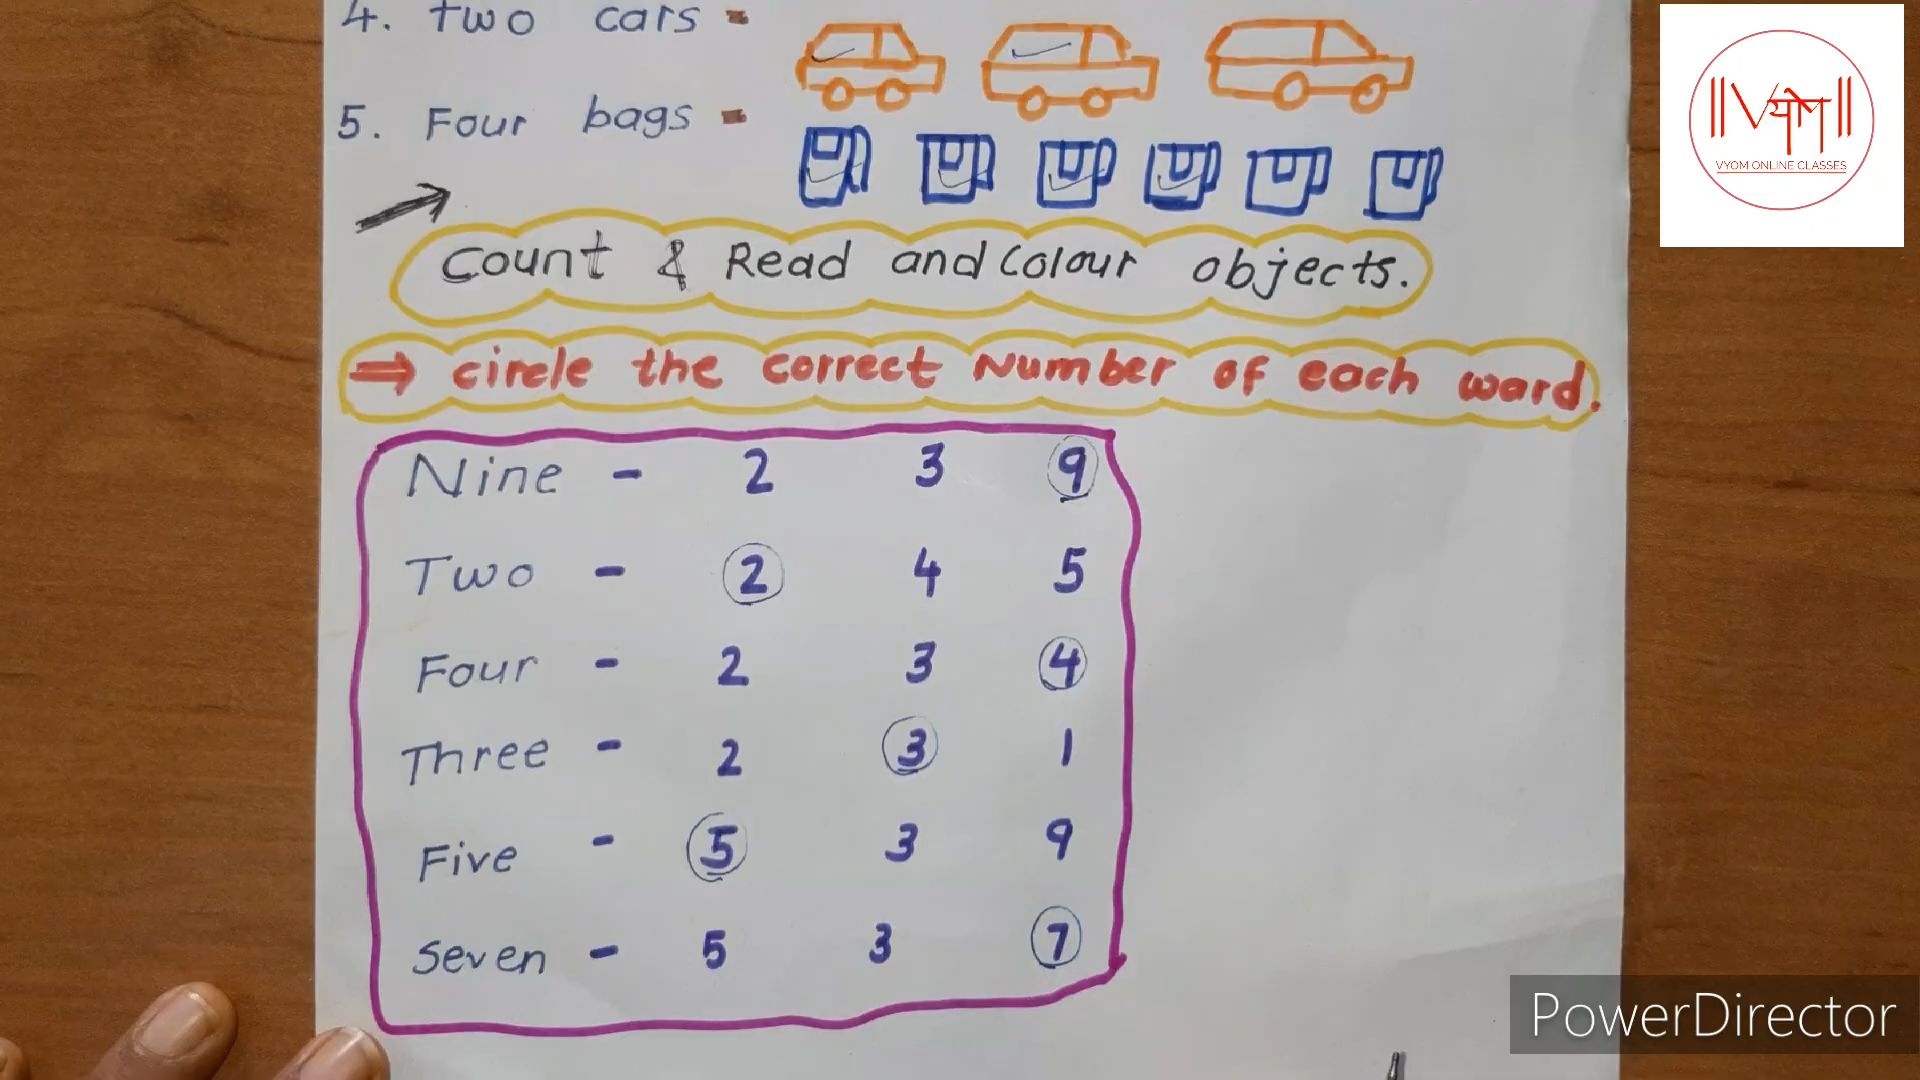 4. Two cars -
5. Four bags -
Count & Read and Colour objects.
⇒ circle the correct Number of each ward.
Nine - 2 3 9
Two - 2 4 5
Four - 2 3 4
Three - 2 3 1
Five - 5 3 9
Seven - 5 3 7
||Vयोम||
VYOM ONLINE CLASSES
PowerDirector